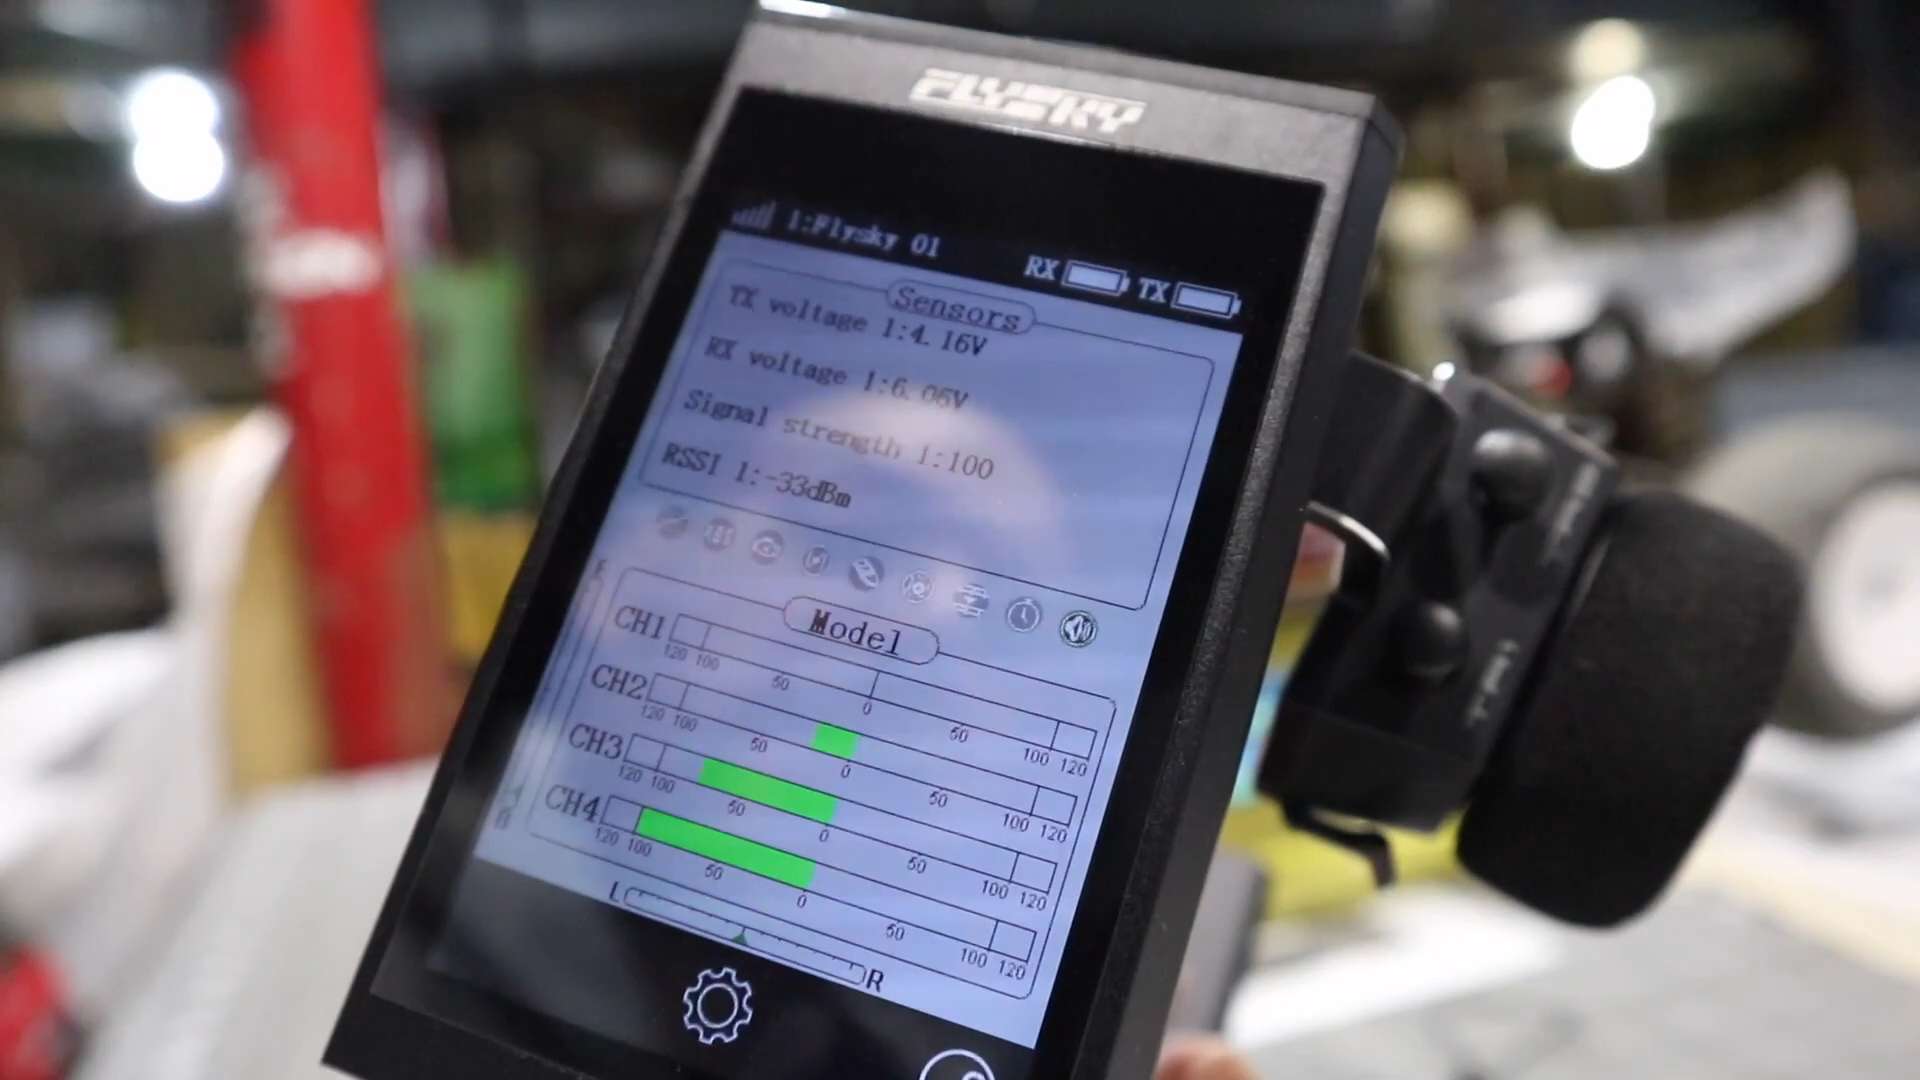 FLYSKY
1:Flysky 01
RX TX
Sensors
TX voltage 1:4.16V
RX voltage 1:6.06V
Signal strength 1:100
RSSI 1:-33dBm
Model
CH1
120 100 50 0 50 100 120
CH2
120 100 50 0 50 100 120
CH3
120 100 50 0 50 100 120
CH4
120 100 50 0 50 100 120
L R
F
B
TRI